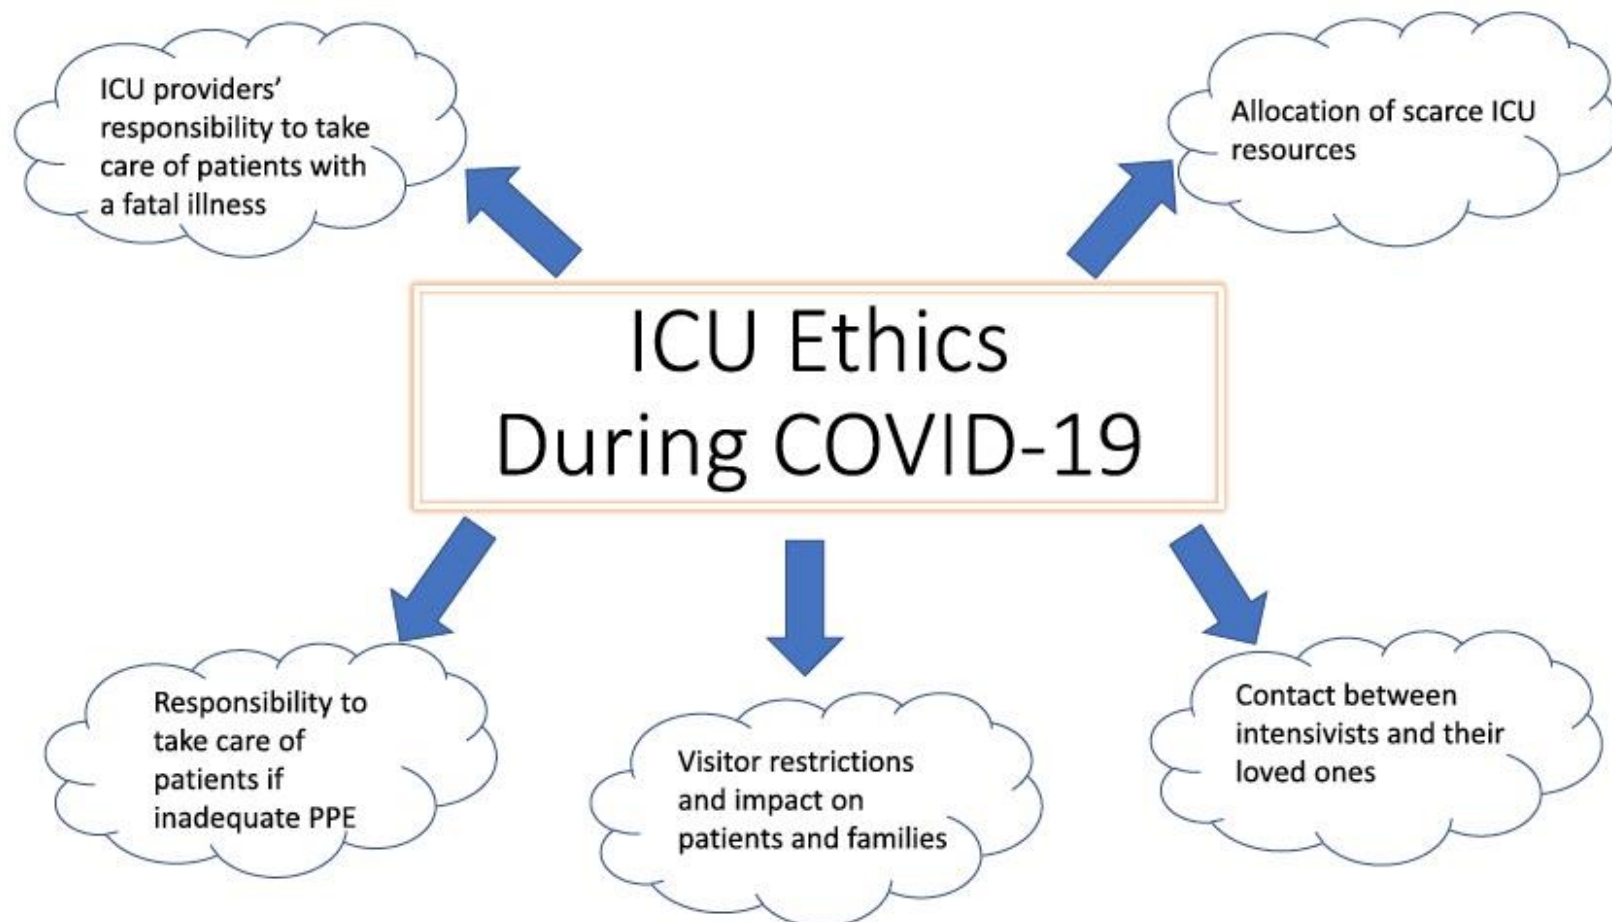 ICU providers'
responsibility to take
care of patients with
a fatal illness
Allocation of scarce ICU
resources
ICU Ethics
During COVID-19
Responsibility to
take care of
patients if
inadequate PPE
Visitor restrictions
and impact on
patients and families
Contact between
intensivists and their
loved ones